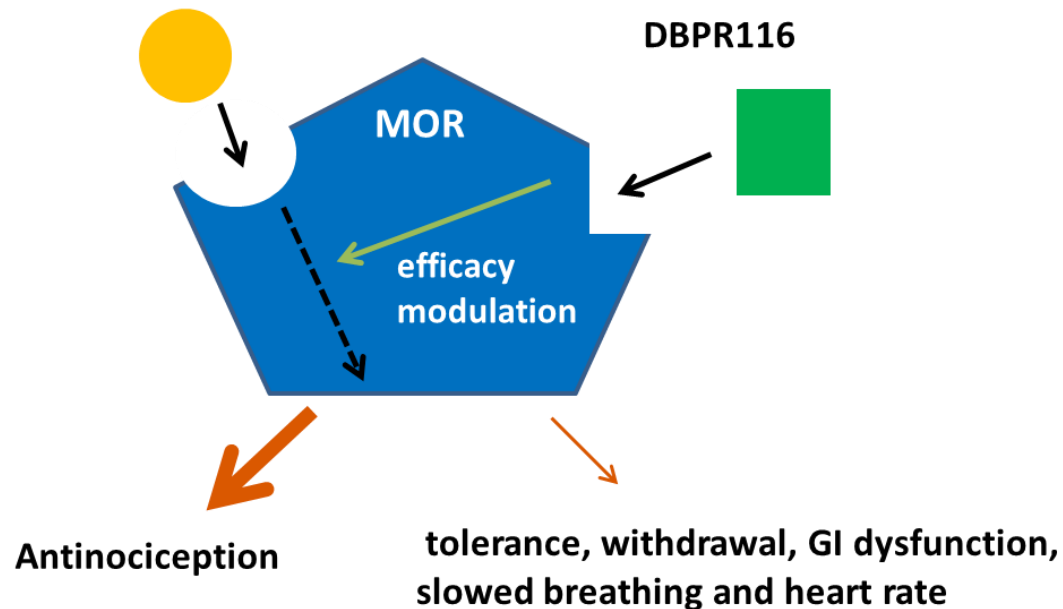 DBPR116
MOR
efficacy
modulation
Antinociception
tolerance, withdrawal, GI dysfunction,
slowed breathing and heart rate